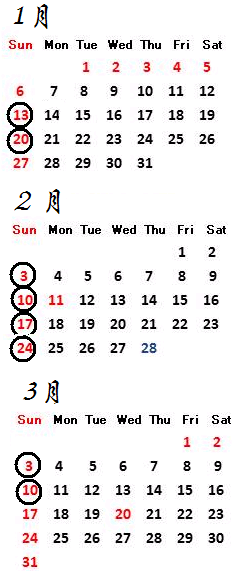 1月
Sun Mon Tue Wed Thu Fri Sat
1 2 3 4 5
6 7 8 9 10 11 12
13 14 15 16 17 18 19
20 21 22 23 24 25 26
27 28 29 30 31
2月
Sun Mon Tue Wed Thu Fri Sat
1 2
3 4 5 6 7 8 9
10 11 12 13 14 15 16
17 18 19 20 21 22 23
24 25 26 27 28
3月
Sun Mon Tue Wed Thu Fri Sat
1 2
3 4 5 6 7 8 9
10 11 12 13 14 15 16
17 18 19 20 21 22 23
24 25 26 27 28 29 30
31